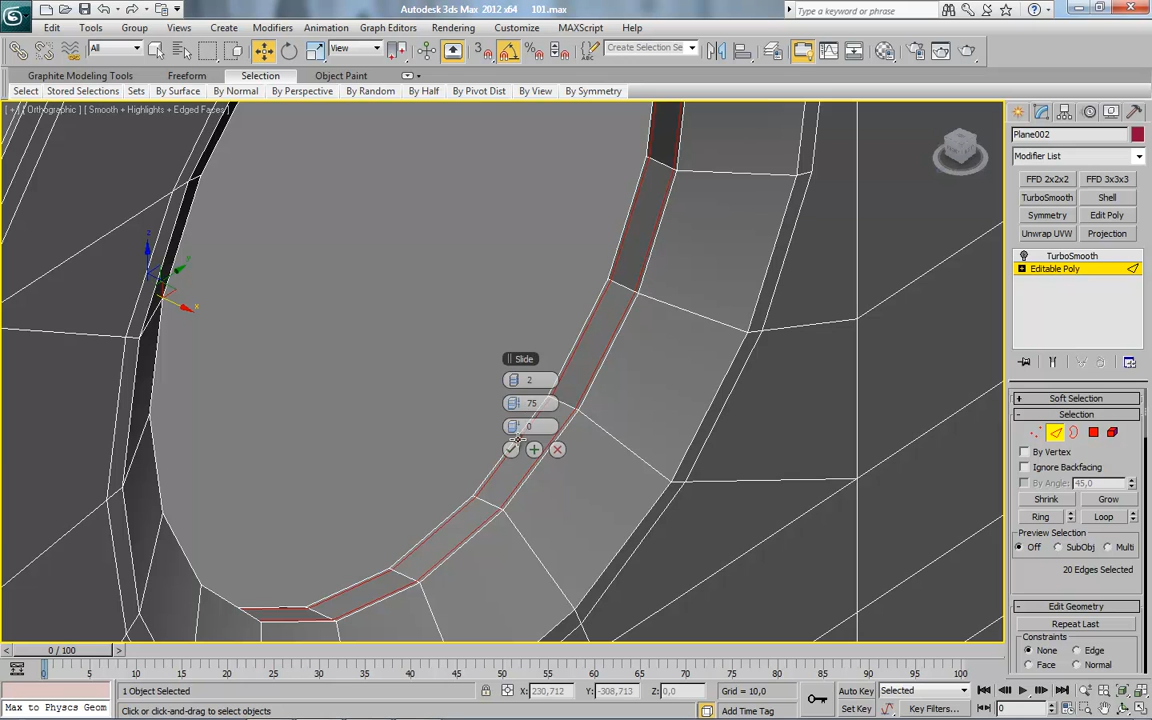 Autodesk 3ds Max 2012 x64 101.max
Type a keyword or phrase
Edit Tools Group Views Create Modifiers Animation Graph Editors Rendering Customize MAXScript Help
All View Create Selection Se
Graphite Modeling Tools Freeform Selection Object Paint
Select Stored Selections Sets By Surface By Normal By Perspective By Random By Half By Pivot Dist By View By Symmetry
[ + ] [ Orthographic ] [ Smooth + Highlights + Edged Faces ]
Plane002
Modifier List
FFD 2x2x2 FFD 3x3x3
TurboSmooth Shell
Symmetry Edit Poly
Unwrap UVW Projection
TurboSmooth
Editable Poly
z
y
x
Slide
2
75
0
+ Soft Selection
- Selection
By Vertex
Ignore Backfacing
By Angle: 45,0
Shrink Grow
Ring Loop
Preview Selection
Off SubObj Multi
20 Edges Selected
- Edit Geometry
Repeat Last
Constraints
None Edge
Face Normal
< 0 / 100 >
0 5 10 15 20 25 30 35 40 45 50 55 60 65 70 75 80 85 90 95 100
1 Object Selected X: 230,712 Y: -308,713 Z: 0,0 Grid = 10,0 Auto Key Selected
Max to Physcs Geom Click or click-and-drag to select objects Add Time Tag Set Key Key Filters... 0